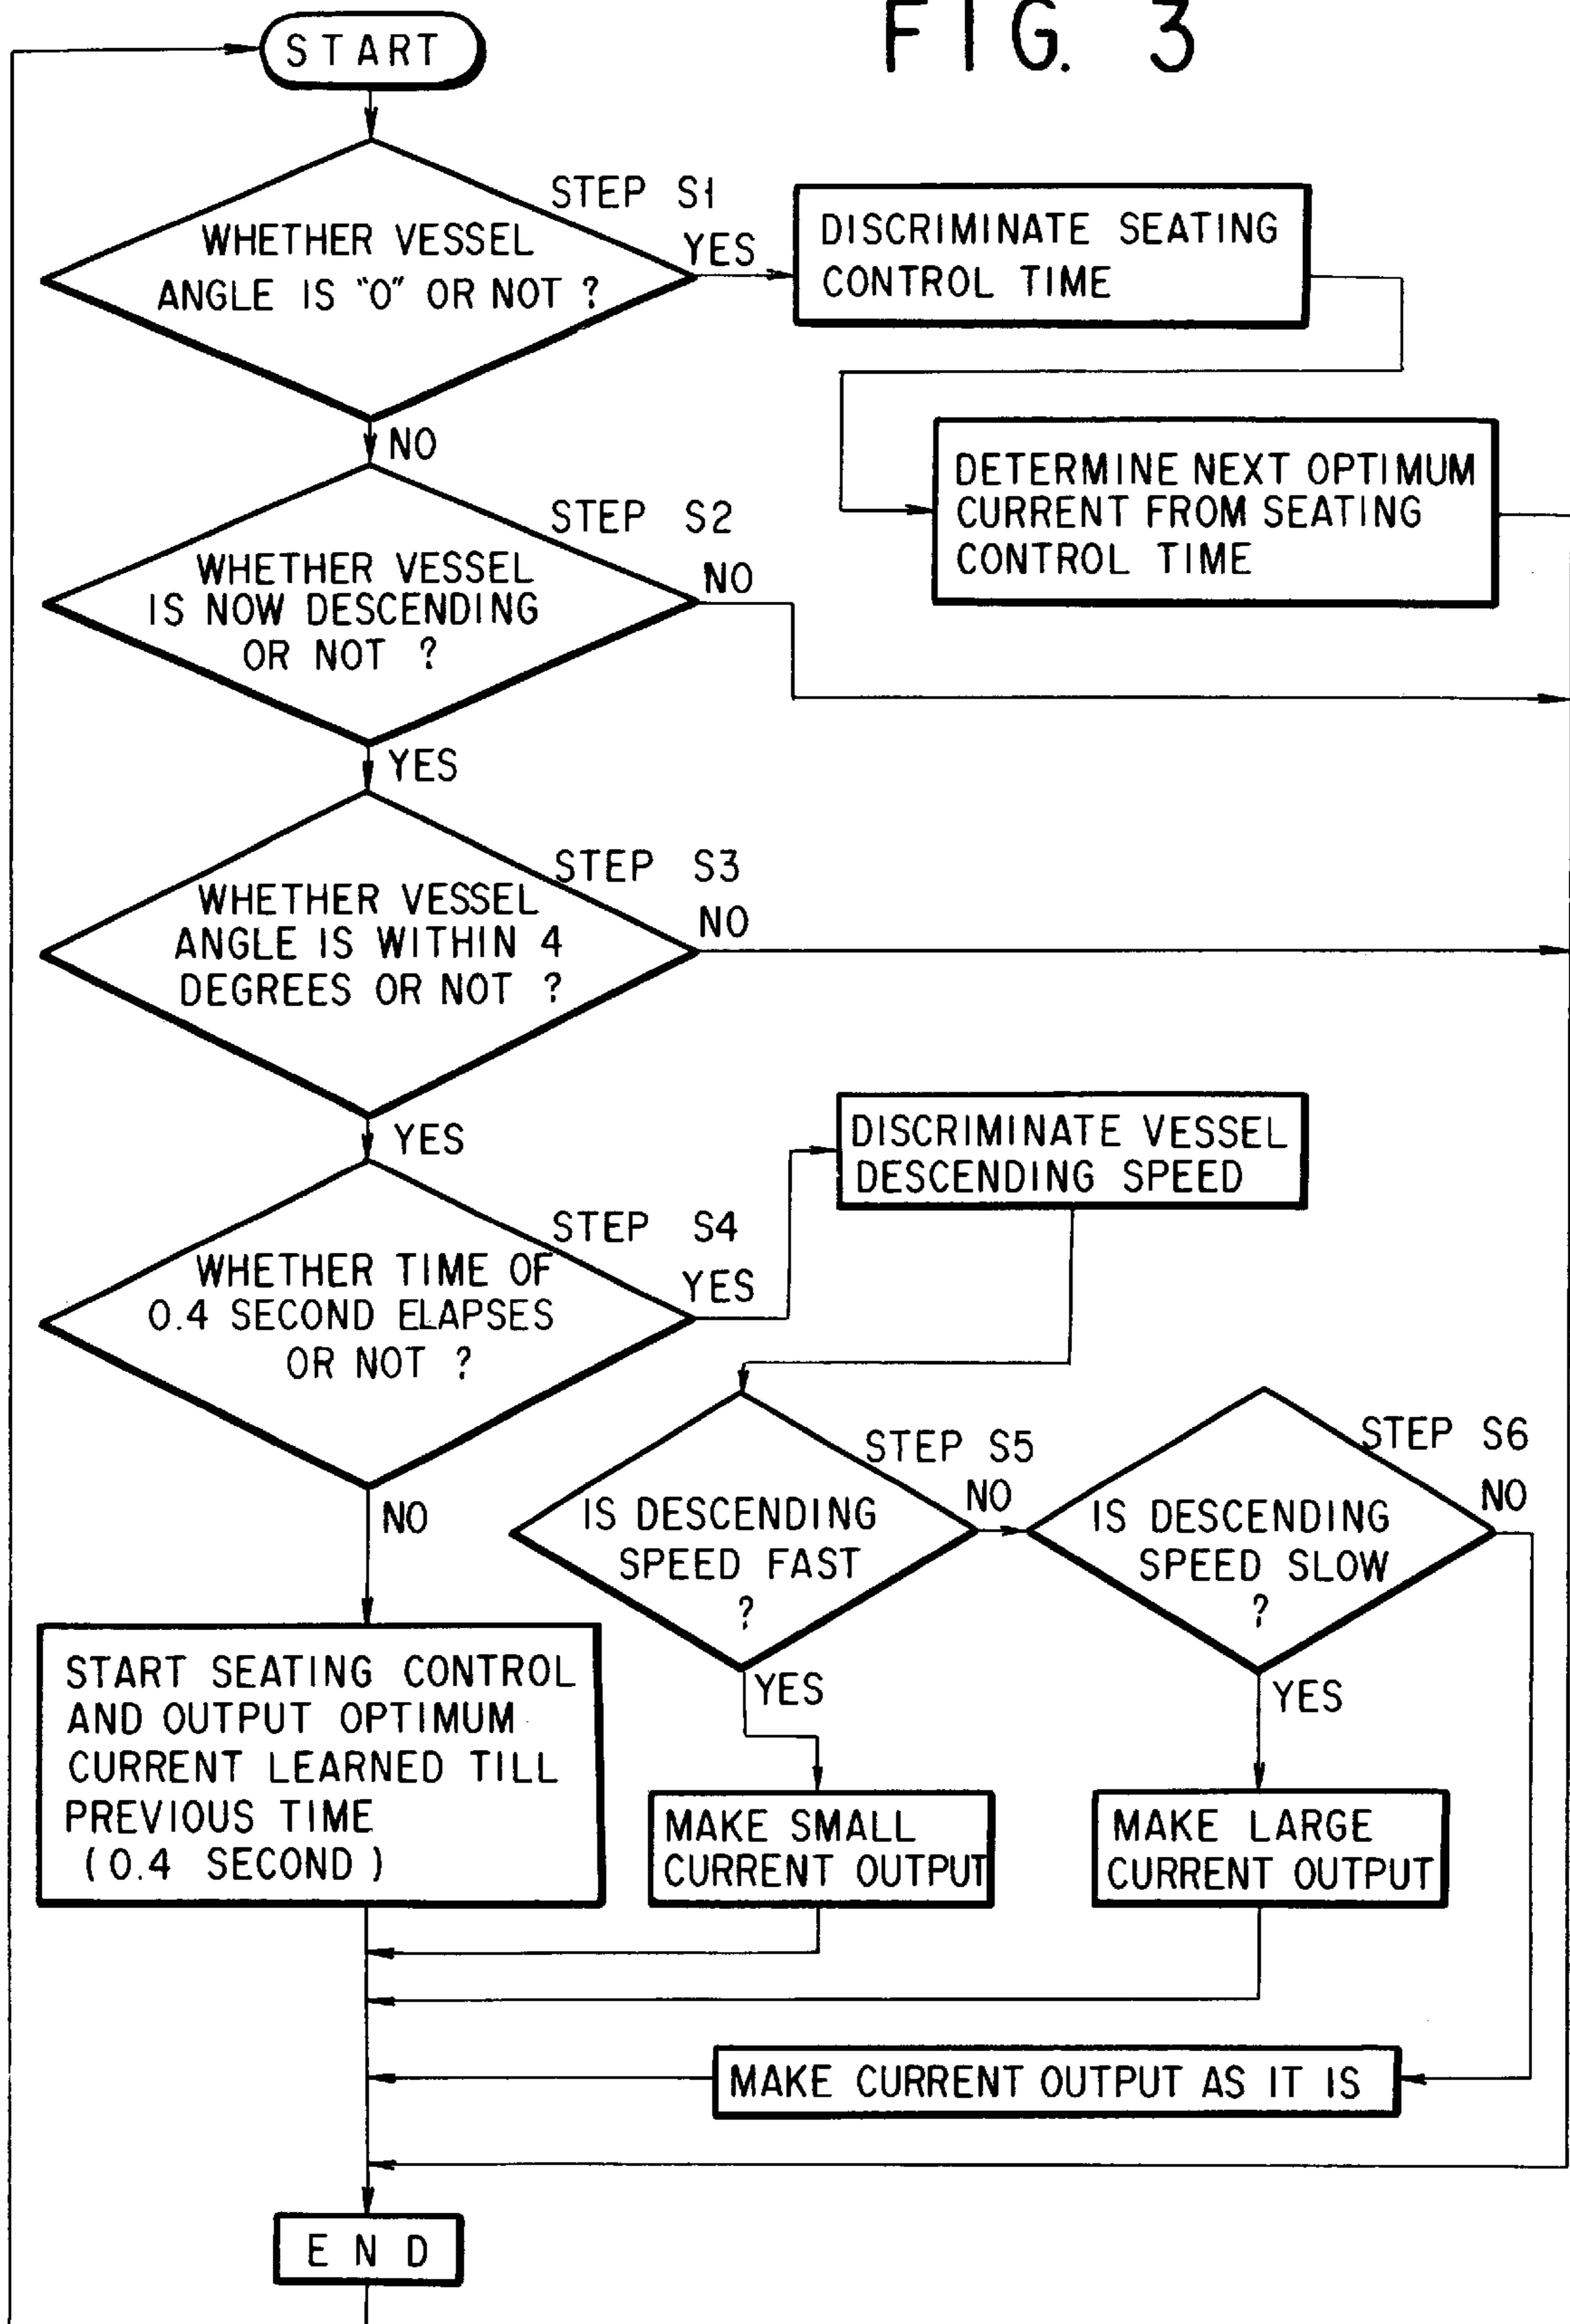 FIG. 3
START
STEP S1
WHETHER VESSEL
ANGLE IS "0" OR NOT ?
YES
DISCRIMINATE SEATING
CONTROL TIME
NO
DETERMINE NEXT OPTIMUM
CURRENT FROM SEATING
CONTROL TIME
STEP S2
WHETHER VESSEL
IS NOW DESCENDING
OR NOT ?
NO
YES
STEP S3
WHETHER VESSEL
ANGLE IS WITHIN 4
DEGREES OR NOT ?
NO
YES
DISCRIMINATE VESSEL
DESCENDING SPEED
STEP S4
WHETHER TIME OF
0.4 SECOND ELAPSES
OR NOT ?
YES
NO
STEP S5
IS DESCENDING
SPEED FAST
?
NO
STEP S6
IS DESCENDING
SPEED SLOW
?
NO
YES
YES
START SEATING CONTROL
AND OUTPUT OPTIMUM
CURRENT LEARNED TILL
PREVIOUS TIME
(0.4 SECOND)
MAKE SMALL
CURRENT OUTPUT
MAKE LARGE
CURRENT OUTPUT
MAKE CURRENT OUTPUT AS IT IS
END